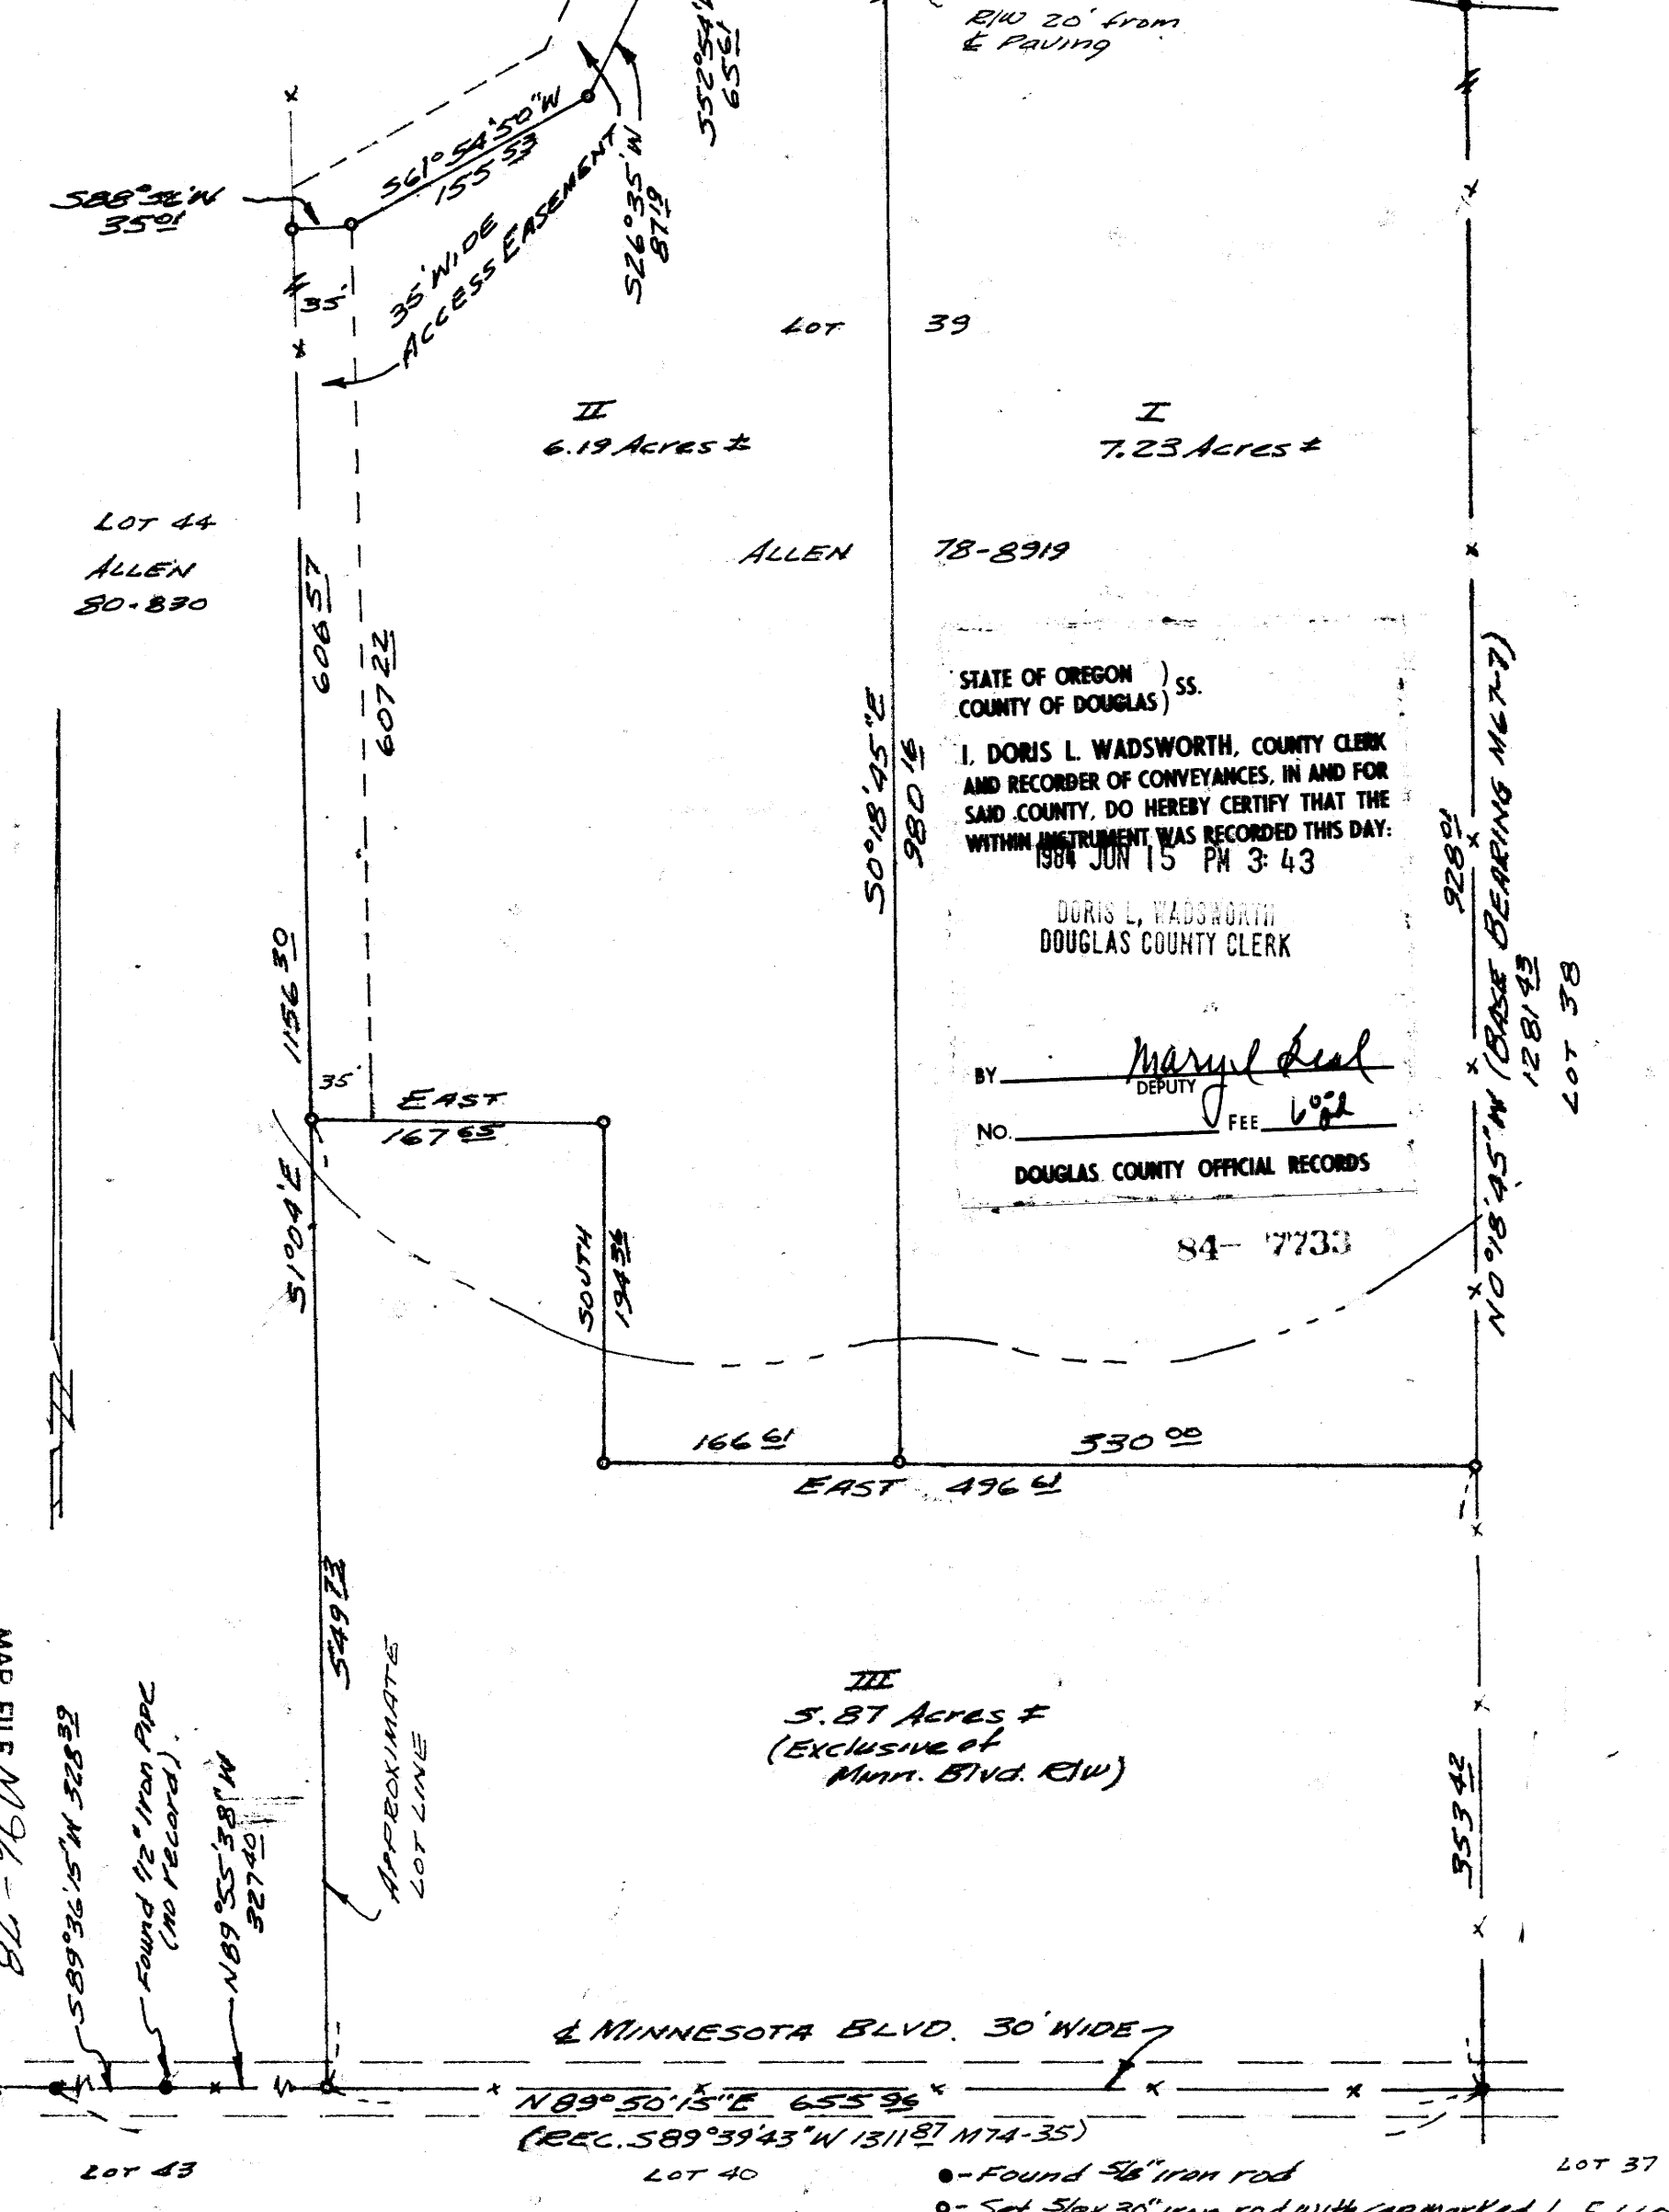 R/W 20' from
℄ Paving
S52°54'
65 61
S61°54'50"W
155 53
S88°56'W
35 01
35'
35' WIDE
ACCESS EASEMENT
S26°35'W
87 19
LOT 39
II
6.19 Acres ±
I
7.23 Acres ±
LOT 44
ALLEN
80-830
ALLEN 78-8919
606 57
607 22
S0°18'45"E
980 16
STATE OF OREGON ) SS.
COUNTY OF DOUGLAS )
I, DORIS L. WADSWORTH, COUNTY CLERK
AND RECORDER OF CONVEYANCES, IN AND FOR
SAID COUNTY, DO HEREBY CERTIFY THAT THE
WITHIN INSTRUMENT WAS RECORDED THIS DAY:
1984 JUN 15 PM 3:43
DORIS L. WADSWORTH
DOUGLAS COUNTY CLERK
BY
DEPUTY
NO. FEE
DOUGLAS COUNTY OFFICIAL RECORDS
84- 7733
928 01
N0°18'45"W (BASE BEARING M67-7)
1281 43
LOT 38
1156 30
S1°04'E
35'
EAST
167 65
SOUTH
194 36
166 61
330 00
EAST 496 61
549 73
APPROXIMATE
LOT LINE
III
5.87 Acres ±
(Exclusive of
Minn. Blvd. R/W)
353 42
MAP FILE M96-78
S89°36'15"W 328 39
Found 1/2" Iron Pipe
(no record).
N89°55'38"W
327 40
℄ MINNESOTA BLVD. 30' WIDE
N89°50'15"E 655 96
(REC. S89°39'43"W 1311 87 M74-35)
LOT 43
LOT 40
LOT 37
●-Found 5/8" iron rod